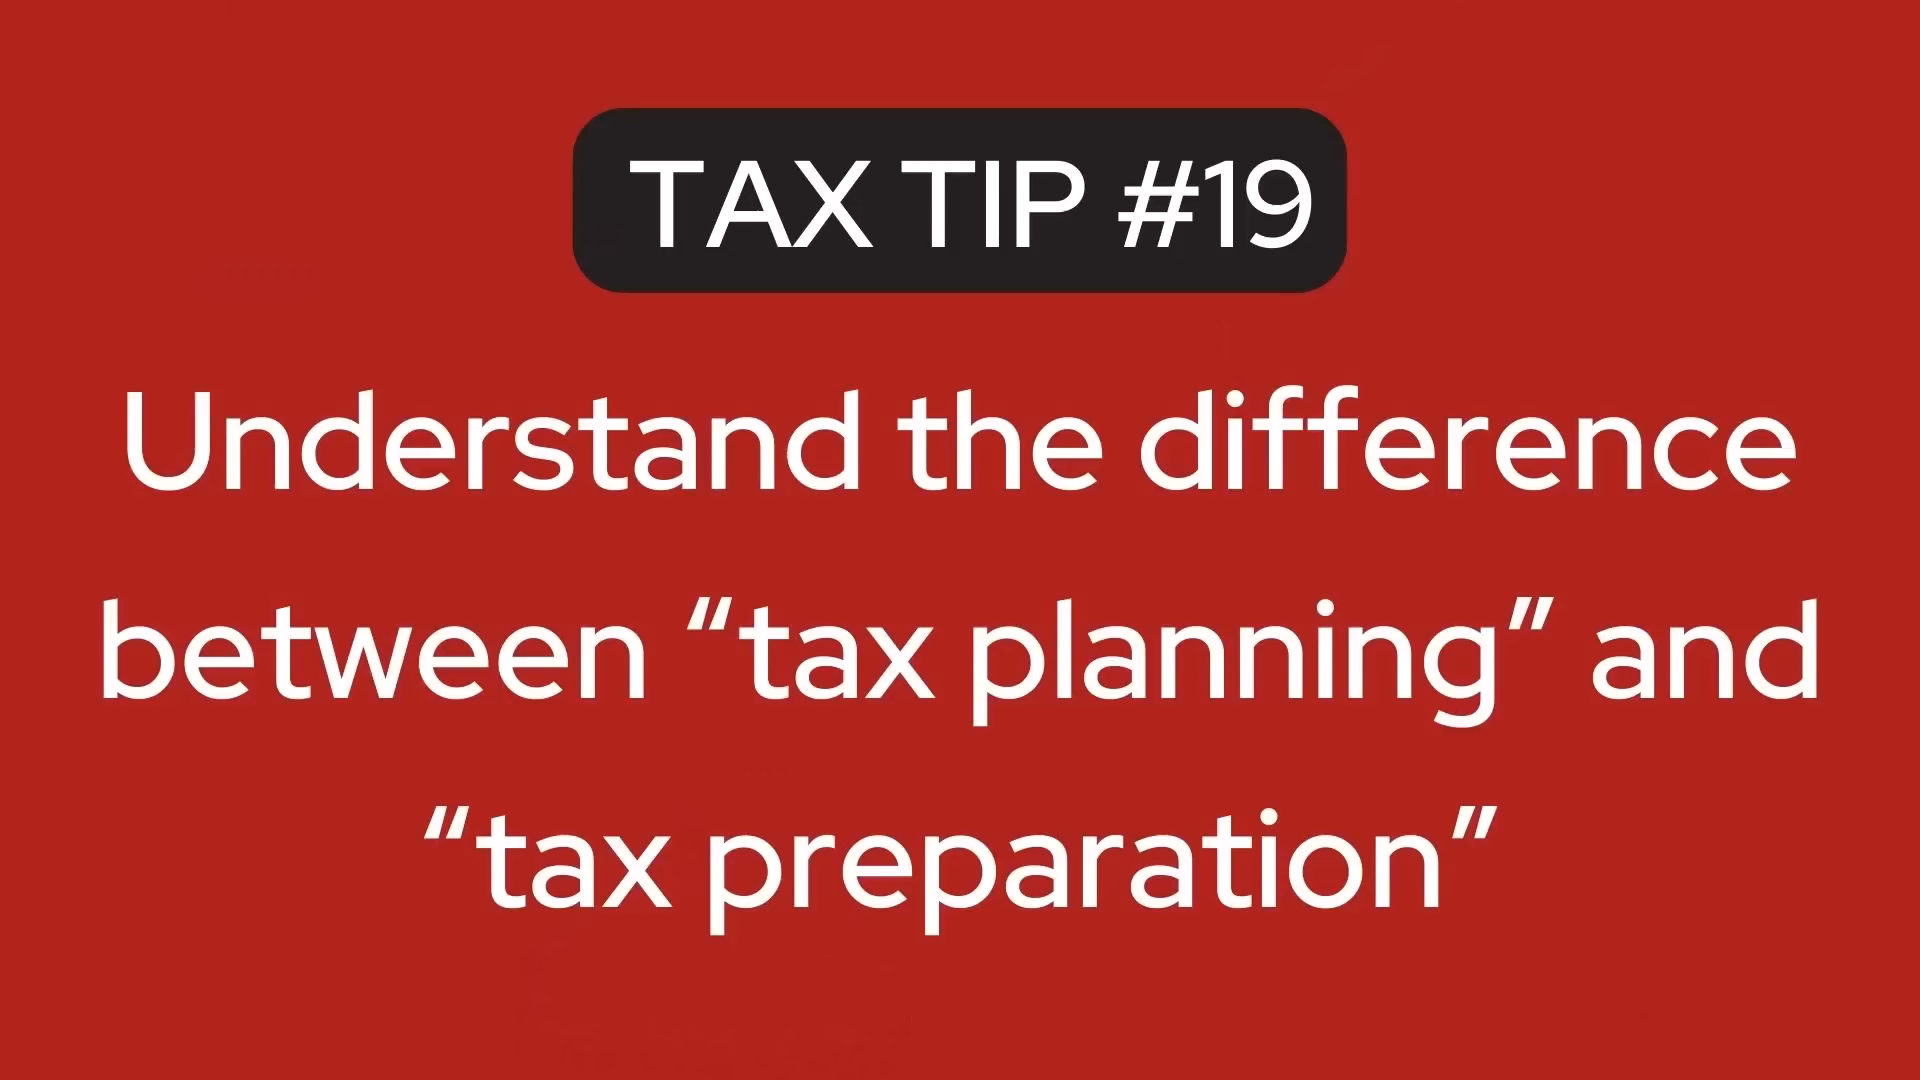 TAX TIP #19
Understand the difference
between “tax planning” and
“tax preparation”